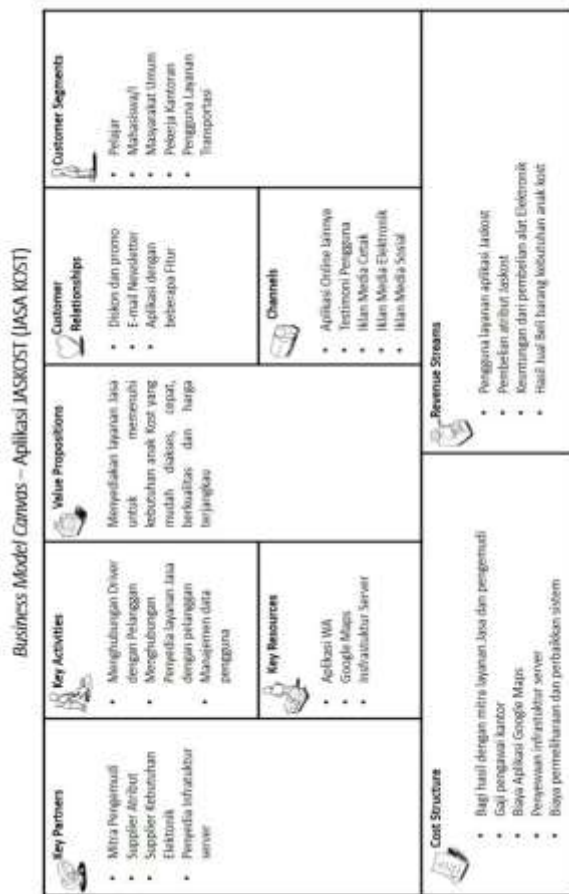 Business Model Canvas – Aplikasi JASKOST (JASA KOST)
Key Partners
• Mitra Pengemudi
• Supplier Atribut
• Supplier Kebutuhan
Elektonik
• Penyedia Infratuktur
server
Key Activities
• Menghubungan Driver
dengan Pelanggan
• Menghubungan
Penyedia layanan Jasa
dengan pelanggan
• Manajemen data
pengguna
Key Resources
• Aplikasi WA
• Google Maps
• Insfrastuktur Server
Value Propositions
Menyediakan layanan Jasa
untuk memenuhi
kebutuhan anak Kost yang
mudah diakses, cepat,
berkualitas dan harga
terjangkau
Customer
Relationships
• Diskon dan promo
• E-mail Newsletter
• Aplikasi dengan
beberapa Fitur
Channels
• Aplikasi Online lainnya
• Testimoni Pengguna
• Iklan Media Cetak
• Iklan Media Elektronik
• Iklan Media Sosial
Customer Segments
• Pelajar
• Mahasiswa/I
• Masyarakat Umum
• Pekerja Kantoran
• Pengguna Layanan
Transportasi
Cost Structure
• Bagi hasil dengan mitra layanan Jasa dan pengemudi
• Gaji pengawai kantor
• Biaya Aplikasi Google Maps
• Penyewaan infrastuktur server
• Biaya permeliharaan dan perbaikkan sistem
Revenue Streams
• Pengguna layanan aplikasi Jaskost
• Pembelian atribut Jaskost
• Keuntungan dari pembelian alat Elektronik
• Hasil Jual Beli barang kebutuhan anak kost